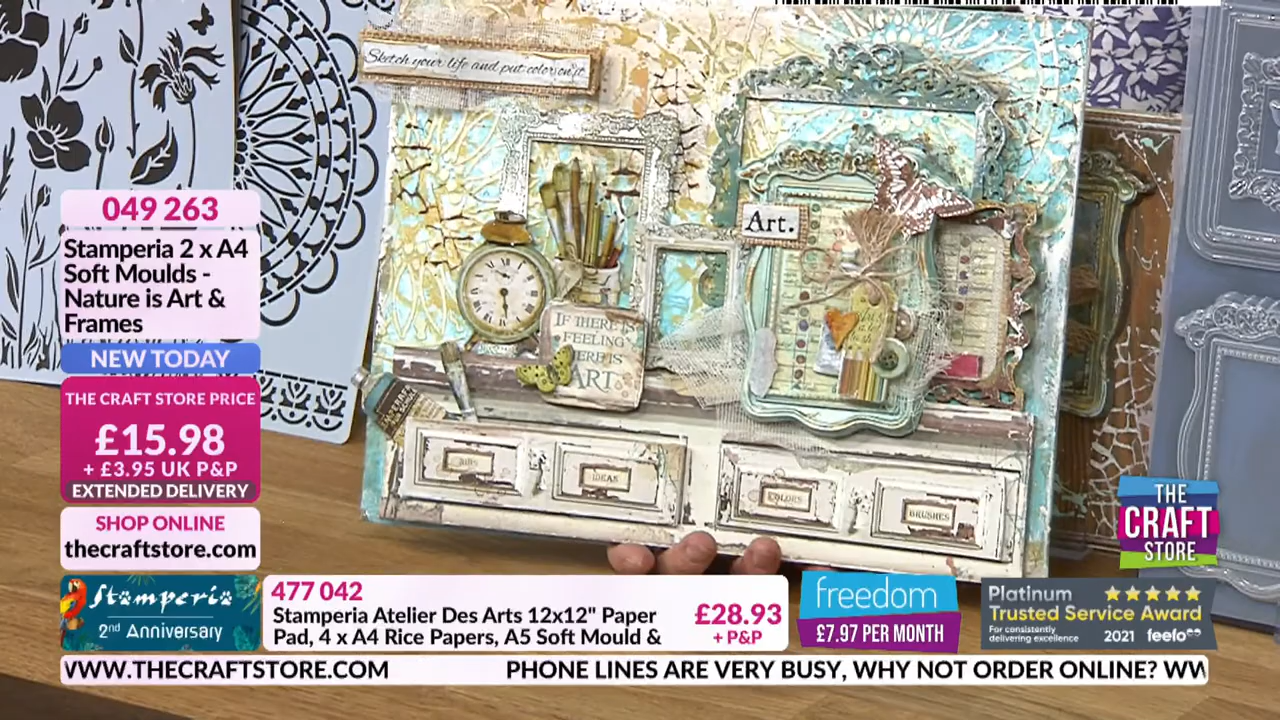 Sketch your life and put color on it
Art.
IF THERE IS
FEELING
THERE IS
ART
IDEAS
COLORS
BRUSHES
049 263
Stamperia 2 x A4
Soft Moulds -
Nature is Art &
Frames
NEW TODAY
THE CRAFT STORE PRICE
£15.98
+ £3.95 UK P&P
EXTENDED DELIVERY
SHOP ONLINE
thecraftstore.com
THE
CRAFT
STORE
Stamperia
2nd Anniversary
477 042
Stamperia Atelier Des Arts 12x12" Paper
Pad, 4 x A4 Rice Papers, A5 Soft Mould &
£28.93
+ P&P
freedom
£7.97 PER MONTH
Platinum
Trusted Service Award
For consistently
delivering excellence
2021 feefo
WWW.THECRAFTSTORE.COM PHONE LINES ARE VERY BUSY, WHY NOT ORDER ONLINE? WW